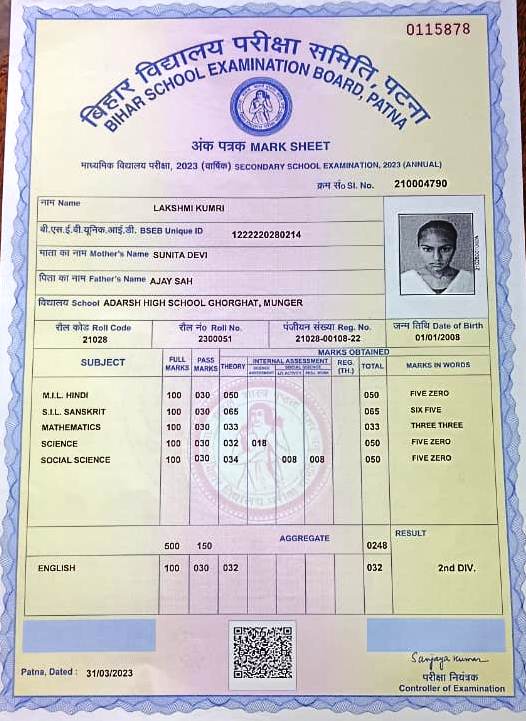 0115878
बिहार विद्यालय परीक्षा समिति, पटना
BIHAR SCHOOL EXAMINATION BOARD, PATNA
अंक पत्रक MARK SHEET
माध्यमिक विद्यालय परीक्षा, 2023 (वार्षिक) SECONDARY SCHOOL EXAMINATION, 2023 (ANNUAL)
क्रम सं० Sl. No. 210004790
नाम Name LAKSHMI KUMRI
बी.एस.ई.बी.यूनिक.आई.डी. BSEB Unique ID 1222220280214
माता का नाम Mother's Name SUNITA DEVI
पिता का नाम Father's Name AJAY SAH
विद्यालय School ADARSH HIGH SCHOOL GHORGHAT, MUNGER
रौल कोड Roll Code रौल नं० Roll No. पंजीयन संख्या Reg. No. जन्म तिथि Date of Birth
21028 2300051 21028-00108-22 01/01/2008
MARKS OBTAINED
SUBJECT FULL MARKS PASS MARKS THEORY INTERNAL ASSESSMENT REG. (TH.) TOTAL MARKS IN WORDS
M.I.L. HINDI 100 030 050 050 FIVE ZERO
S.I.L. SANSKRIT 100 030 065 065 SIX FIVE
MATHEMATICS 100 030 033 033 THREE THREE
SCIENCE 100 030 032 018 050 FIVE ZERO
SOCIAL SCIENCE 100 030 034 008 008 050 FIVE ZERO
500 150 AGGREGATE 0248 RESULT
ENGLISH 100 030 032 032 2nd DIV.
Sanjaya Kumar
Patna, Dated : 31/03/2023
परीक्षा नियंत्रक
Controller of Examination